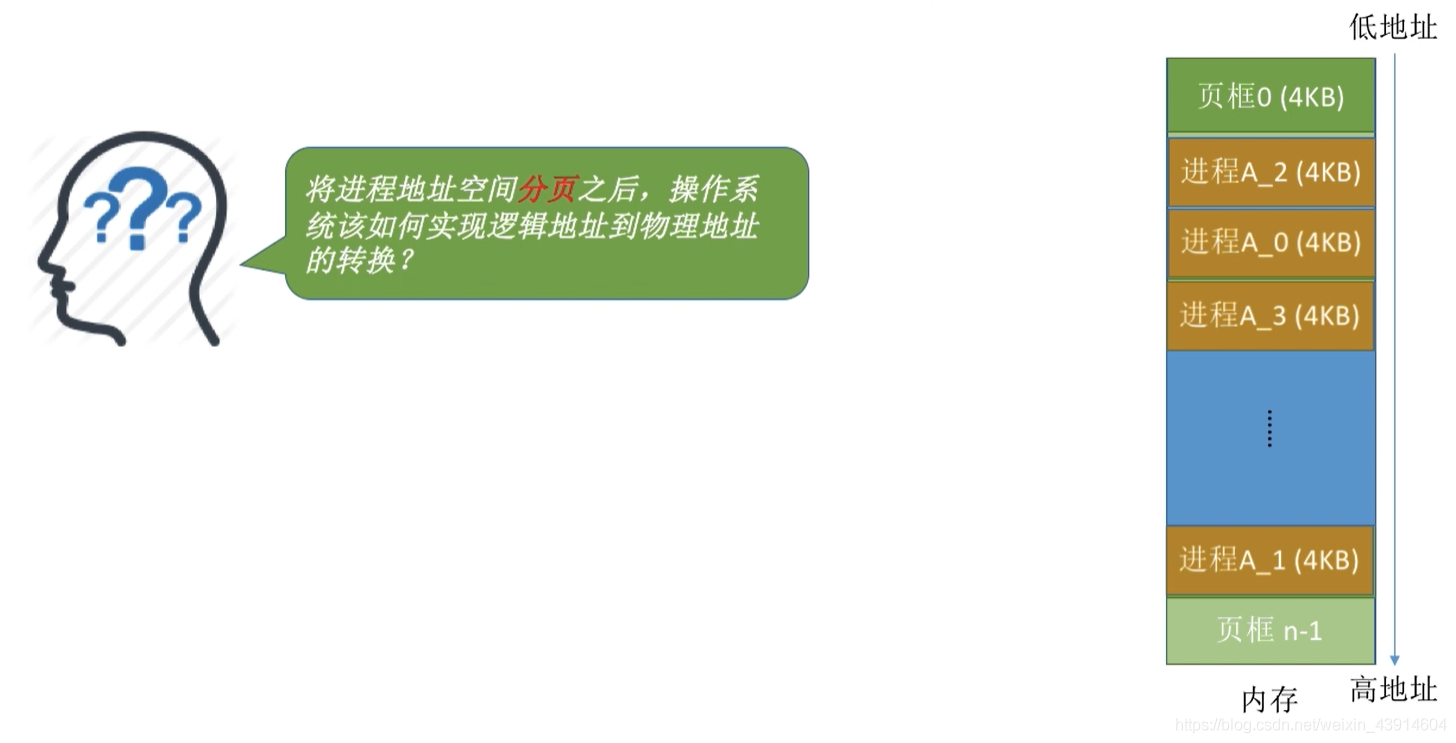 低地址
页框0 (4KB)
进程A_2 (4KB)
将进程地址空间分页之后，操作系
统该如何实现逻辑地址到物理地址
的转换？
???
进程A_0 (4KB)
进程A_3 (4KB)
进程A_1 (4KB)
页框 n-1
内存
高地址
https://blog.csdn.net/weixin_43914604